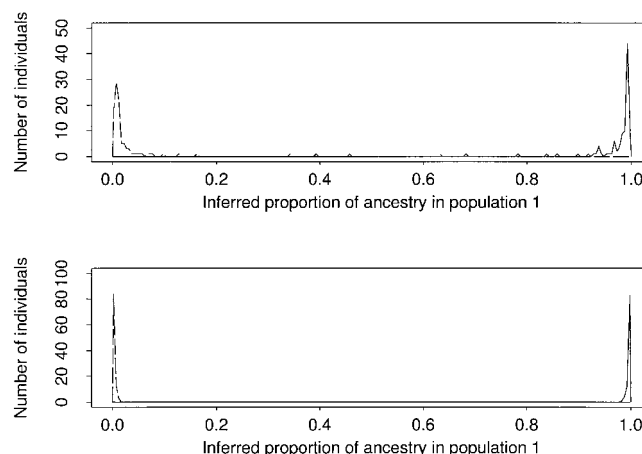 Number of individuals
50
40
30
20
10
0
0.0 0.2 0.4 0.6 0.8 1.0
Inferred proportion of ancestry in population 1
Number of individuals
100
80
60
40
20
0
0.0 0.2 0.4 0.6 0.8 1.0
Inferred proportion of ancestry in population 1